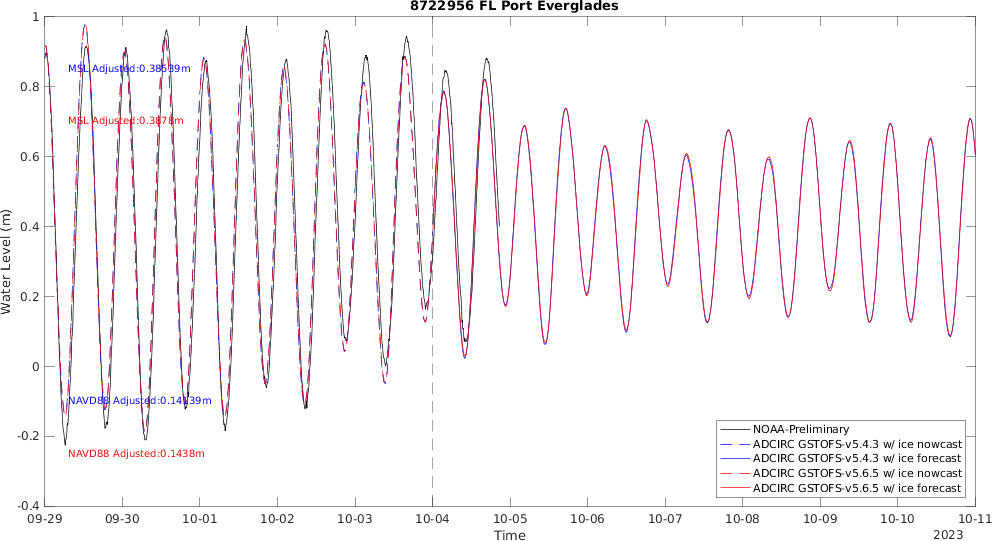 8722956 FL Port Everglades
1
0.8
0.6
0.4
0.2
0
-0.2
-0.4
Water Level (m)
MSL Adjusted:0.38539m
MSL Adjusted:0.3878m
NAVD88 Adjusted:0.14139m
NAVD88 Adjusted:0.1438m
NOAA-Preliminary
ADCIRC GSTOFS-v5.4.3 w/ ice nowcast
ADCIRC GSTOFS-v5.4.3 w/ ice forecast
ADCIRC GSTOFS-v5.6.5 w/ ice nowcast
ADCIRC GSTOFS-v5.6.5 w/ ice forecast
09-29 09-30 10-01 10-02 10-03 10-04 10-05 10-06 10-07 10-08 10-09 10-10 10-11
Time
2023